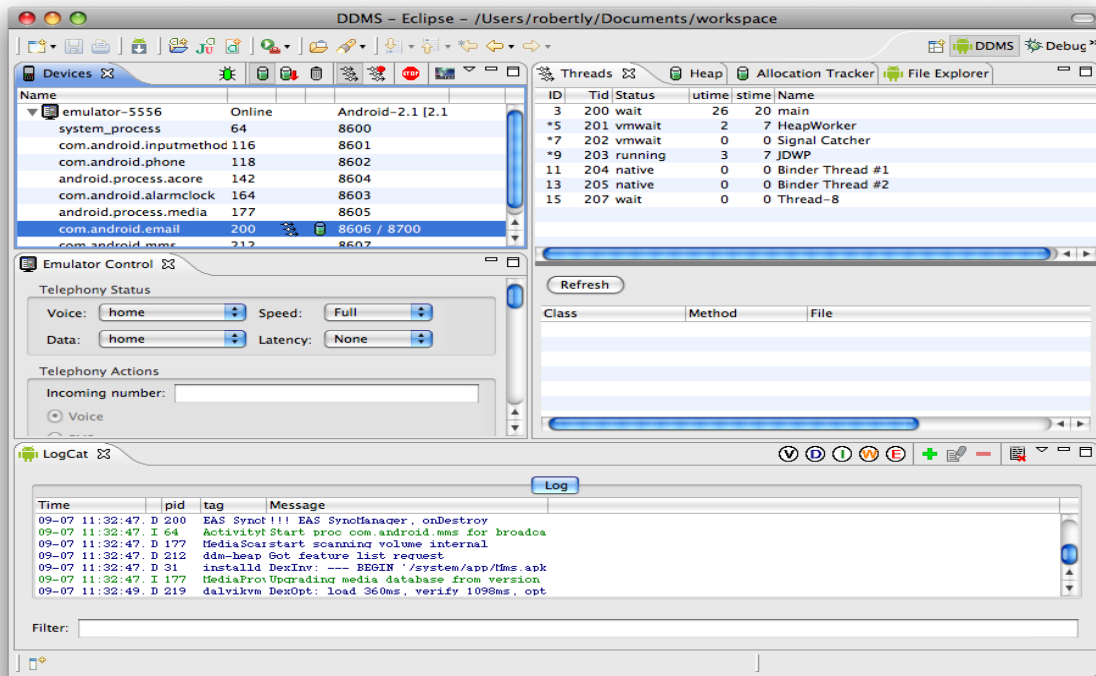 DDMS - Eclipse - /Users/robertly/Documents/workspace
DDMS Debug »
Devices
Name
emulator-5556 Online Android-2.1 [2.1
system_process 64 8600
com.android.inputmethod 116 8601
com.android.phone 118 8602
android.process.acore 142 8604
com.android.alarmclock 164 8603
android.process.media 177 8605
com.android.email 200 8606 / 8700
com.android.mms 212 8607
Threads Heap Allocation Tracker File Explorer
ID Tid Status utime stime Name
3 200 wait 26 20 main
*5 201 vmwait 2 7 HeapWorker
*7 202 vmwait 0 0 Signal Catcher
*9 203 running 3 7 JDWP
11 204 native 0 0 Binder Thread #1
13 205 native 0 0 Binder Thread #2
15 207 wait 0 0 Thread-8
Refresh
Class Method File
Emulator Control
Telephony Status
Voice: home Speed: Full
Data: home Latency: None
Telephony Actions
Incoming number:
Voice
LogCat
V D I W E
Log
Time pid tag Message
09-07 11:32:47. D 200 EAS Synct !!! EAS SyncManager, onDestroy
09-07 11:32:47. I 64 Activityh Start proc com.android.mms for broadca
09-07 11:32:47. D 177 MediaScar start scanning volume internal
09-07 11:32:47. D 212 ddm-heap Got feature list request
09-07 11:32:47. D 31 installd DexInv: --- BEGIN '/system/app/Mms.apk
09-07 11:32:47. I 177 MediaProv Upgrading media database from version
09-07 11:32:49. D 219 dalvikvm DexOpt: load 360ms, verify 1098ms, opt
Filter: